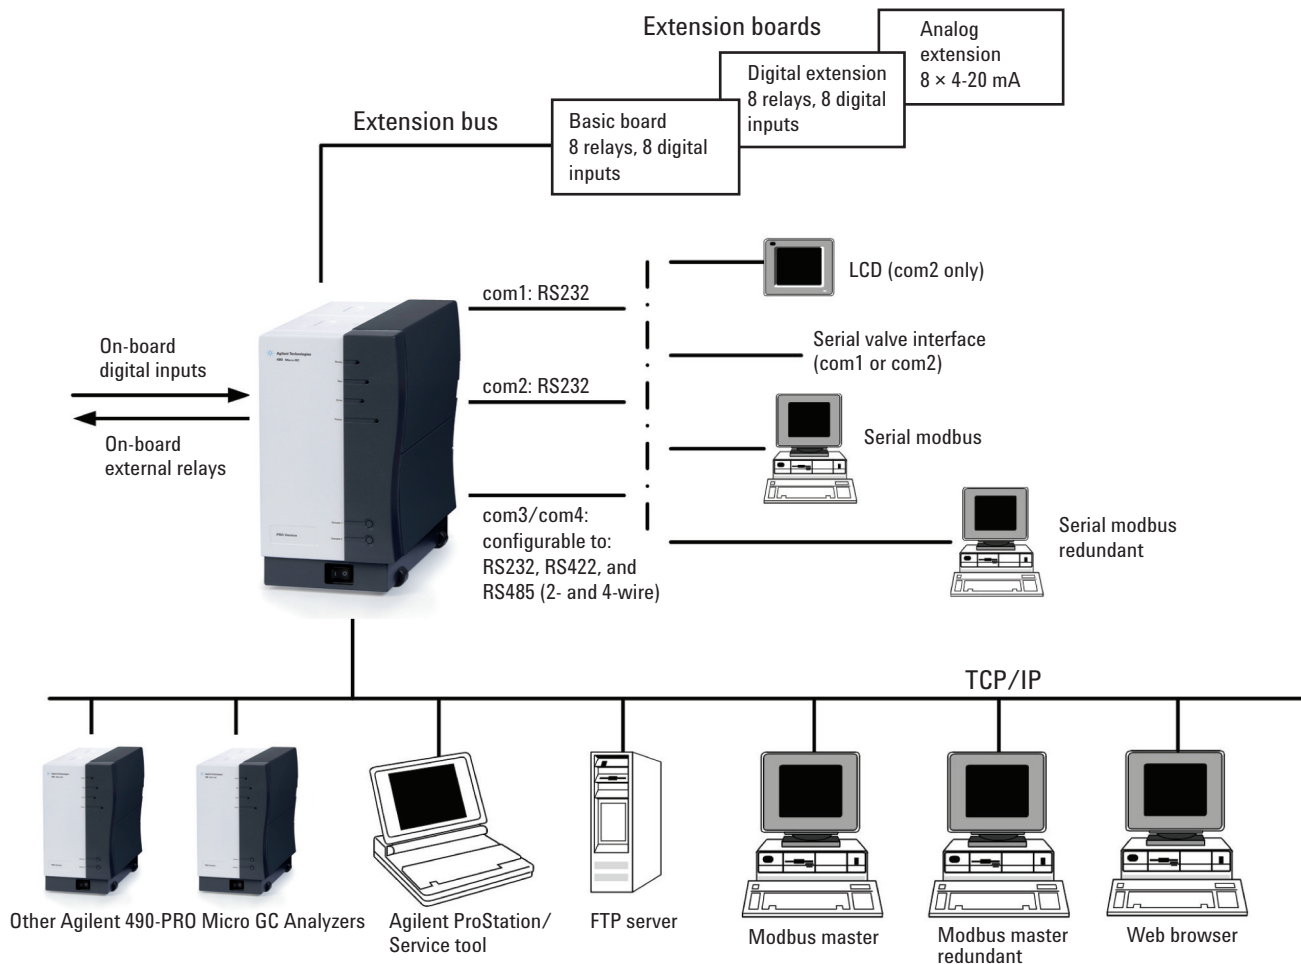 Extension boards
Analog
extension
8 × 4-20 mA
Digital extension
8 relays, 8 digital
inputs
Extension bus
Basic board
8 relays, 8 digital
inputs
LCD (com2 only)
com1: RS232
Serial valve interface
(com1 or com2)
On-board
digital inputs
com2: RS232
On-board
external relays
Serial modbus
com3/com4:
configurable to:
RS232, RS422, and
RS485 (2- and 4-wire)
Serial modbus
redundant
Agilent Technologies
TCP/IP
Other Agilent 490-PRO Micro GC Analyzers
Agilent ProStation/
Service tool
FTP server
Modbus master
Modbus master
redundant
Web browser